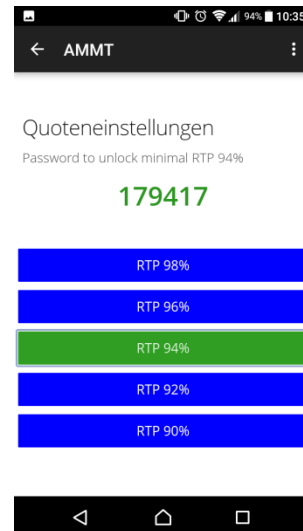 94% 10:35
AMMT
Quoteneinstellungen
Password to unlock minimal RTP 94%
179417
RTP 98%
RTP 96%
RTP 94%
RTP 92%
RTP 90%